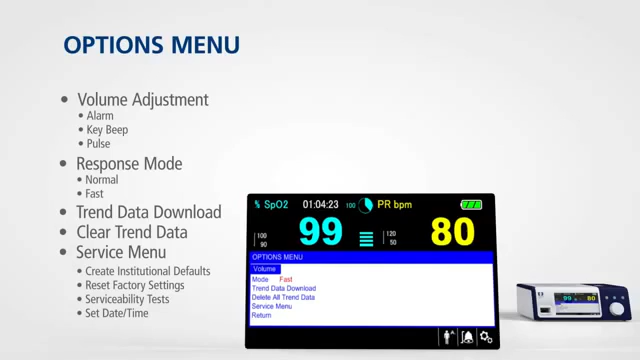 OPTIONS MENU
• Volume Adjustment
• Alarm
• Key Beep
• Pulse
• Response Mode
• Normal
• Fast
• Trend Data Download
• Clear Trend Data
• Service Menu
• Create Institutional Defaults
• Reset Factory Settings
• Serviceability Tests
• Set Date/Time
% SpO2 01:04:23 100 PR bpm
100
90
99
120
50
80
OPTIONS MENU
Volume
Mode Fast
Trend Data Download
Delete All Trend Data
Service Menu
Return
99 80